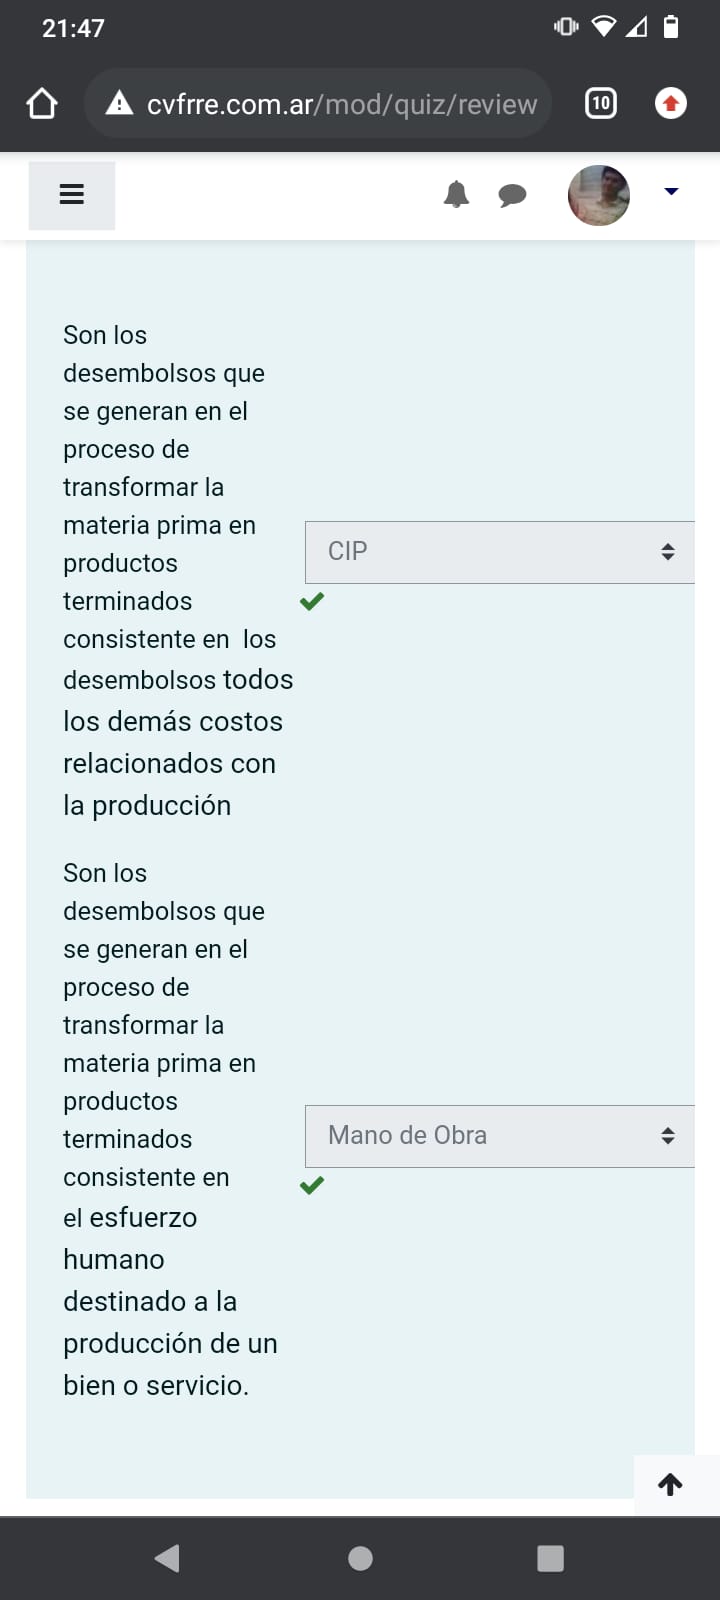 21:47
cvfrre.com.ar/mod/quiz/review
10
Son los
desembolsos que
se generan en el
proceso de
transformar la
materia prima en
productos
terminados
consistente en  los
desembolsos todos
los demás costos
relacionados con
la producción
CIP
Son los
desembolsos que
se generan en el
proceso de
transformar la
materia prima en
productos
terminados
consistente en
el esfuerzo
humano
destinado a la
producción de un
bien o servicio.
Mano de Obra